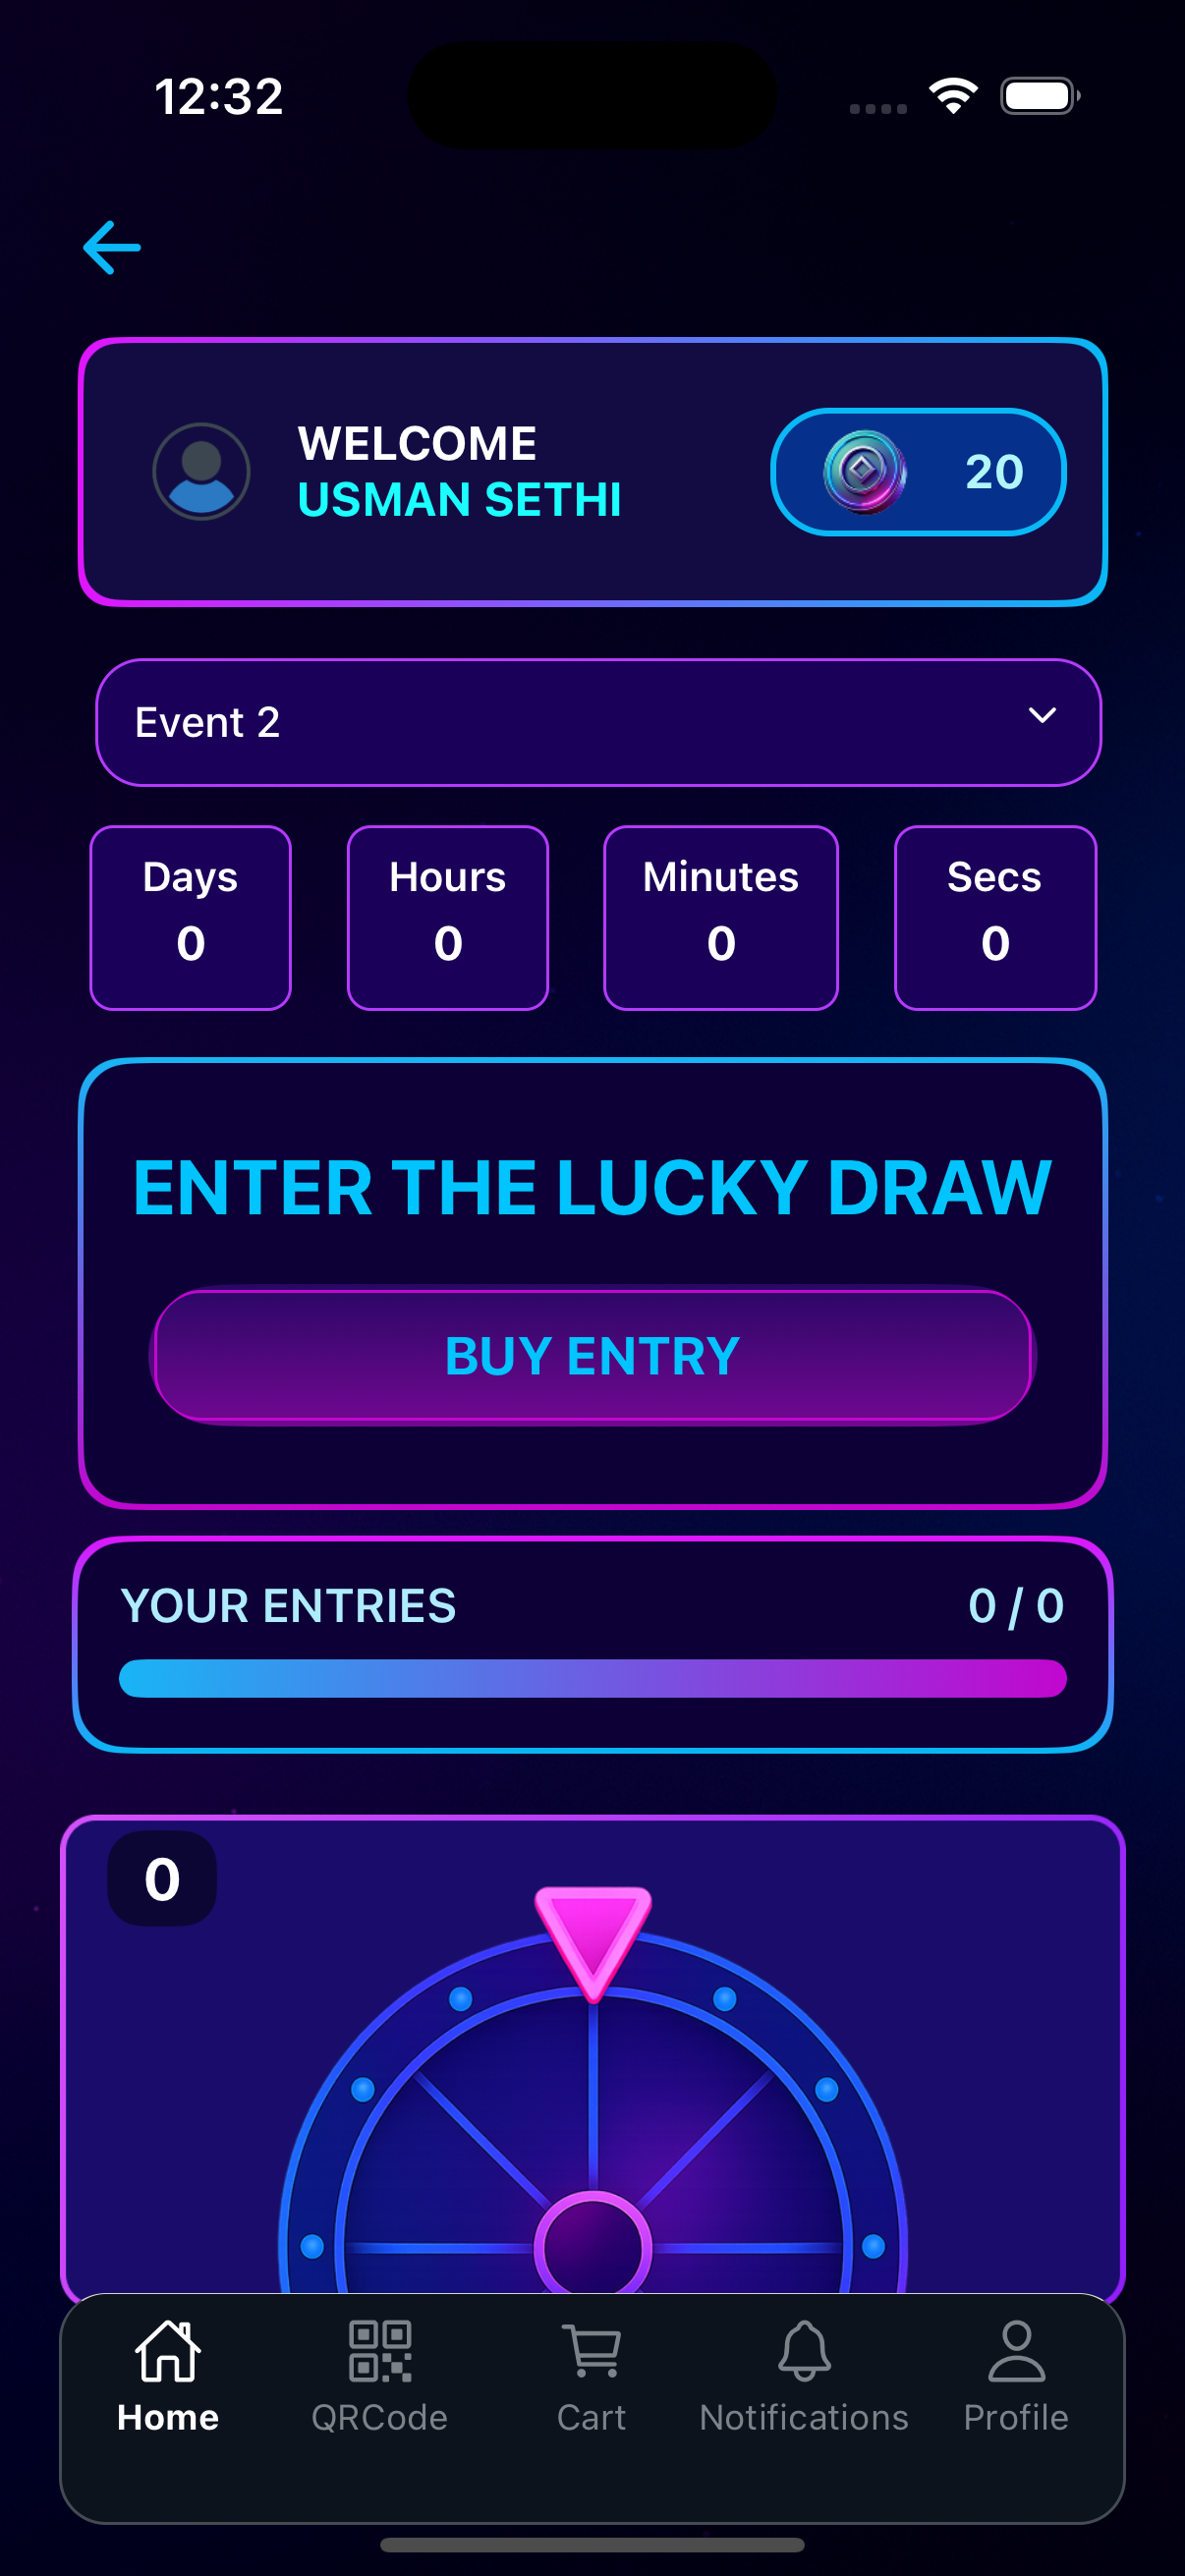 12:32
WELCOME
USMAN SETHI
20
Event 2
Days
0
Hours
0
Minutes
0
Secs
0
ENTER THE LUCKY DRAW
BUY ENTRY
YOUR ENTRIES
0 / 0
0
Home
QRCode
Cart
Notifications
Profile